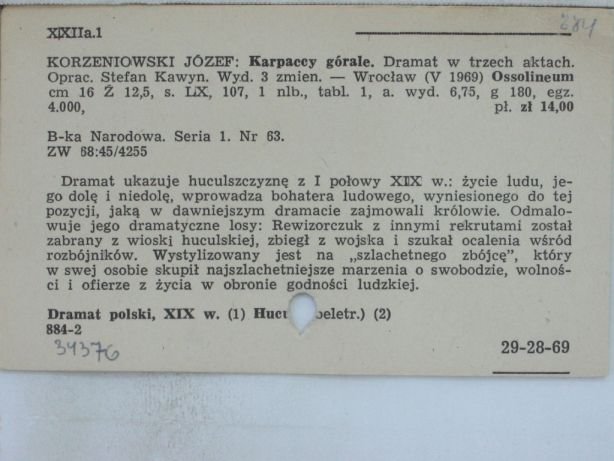 XXIIa.1
284
KORZENIOWSKI JÓZEF: Karpaccy górale. Dramat w trzech aktach.
Oprac. Stefan Kawyn. Wyd. 3 zmien. — Wrocław (V 1969) Ossolineum
cm 16 Ż 12,5, s. LIX, 107, 1 nlb., tabl. 1, a. wyd. 6,75, g 180, egz.
4.000, pł. zł 14,00
B-ka Narodowa. Seria 1. Nr 63.
ZW 68:45/4255
Dramat ukazuje huculszczyznę z I połowy XIX w.: życie ludu, je-
go dolę i niedolę, wprowadza bohatera ludowego, wyniesionego do tej
pozycji, jaką w dawniejszym dramacie zajmowali królowie. Odmalo-
wuje jego dramatyczne losy: Rewizorczuk z innymi rekrutami został
zabrany z wioski huculskiej, zbiegł z wojska i szukał ocalenia wśród
rozbójników. Wystylizowany jest na „szlachetnego zbójcę”, który
w swej osobie skupił najszlachetniejsze marzenia o swobodzie, wolnoś-
ci i ofierze z życia w obronie godności ludzkiej.
Dramat polski, XIX w. (1) Hucu beletr.) (2)
884-2
34376
29-28-69